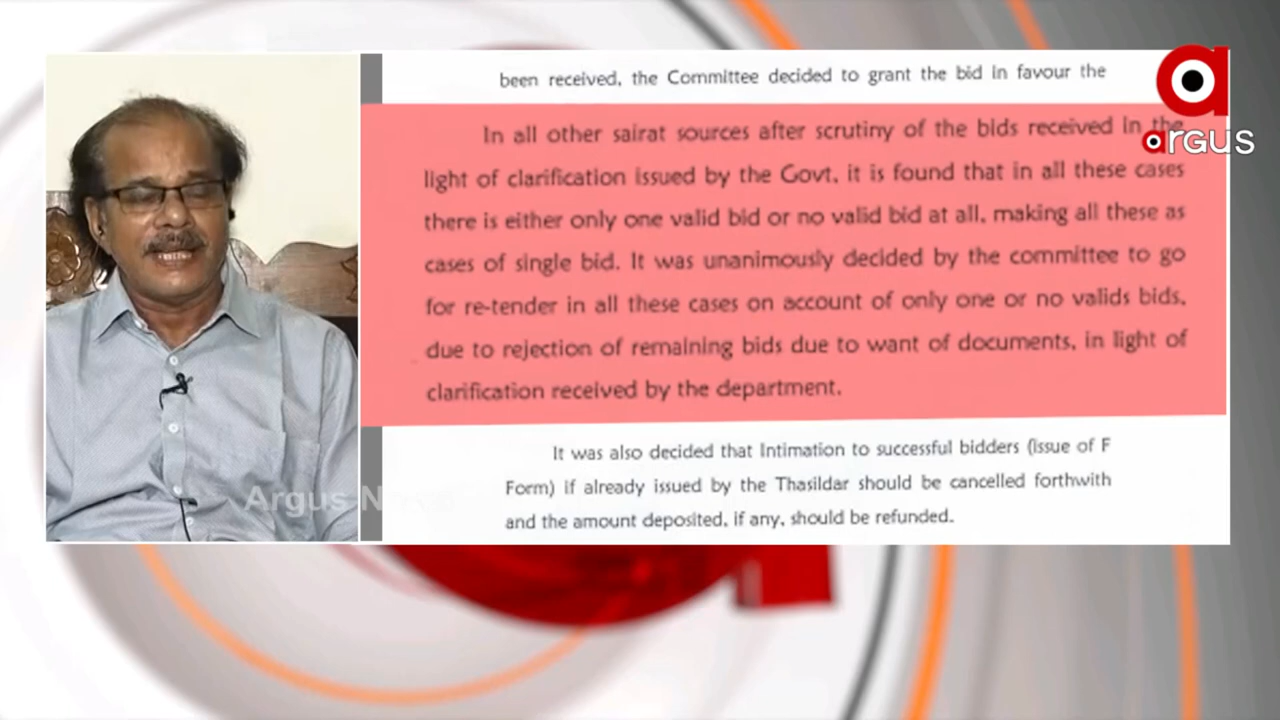 been received, the Committee decided to grant the bid in favour the
In all other sairat sources after scrutiny of the bids received in the
light of clarification issued by the Govt. it is found that in all these cases
there is either only one valid bid or no valid bid at all, making all these as
cases of single bid. It was unanimously decided by the committee to go
for re-tender in all these cases on account of only one or no valids bids,
due to rejection of remaining bids due to want of documents, in light of
clarification received by the department.
It was also decided that Intimation to successful bidders (issue of F
Form) if already issued by the Thasildar should be cancelled forthwith
and the amount deposited, if any, should be refunded.
a
argus
Argus